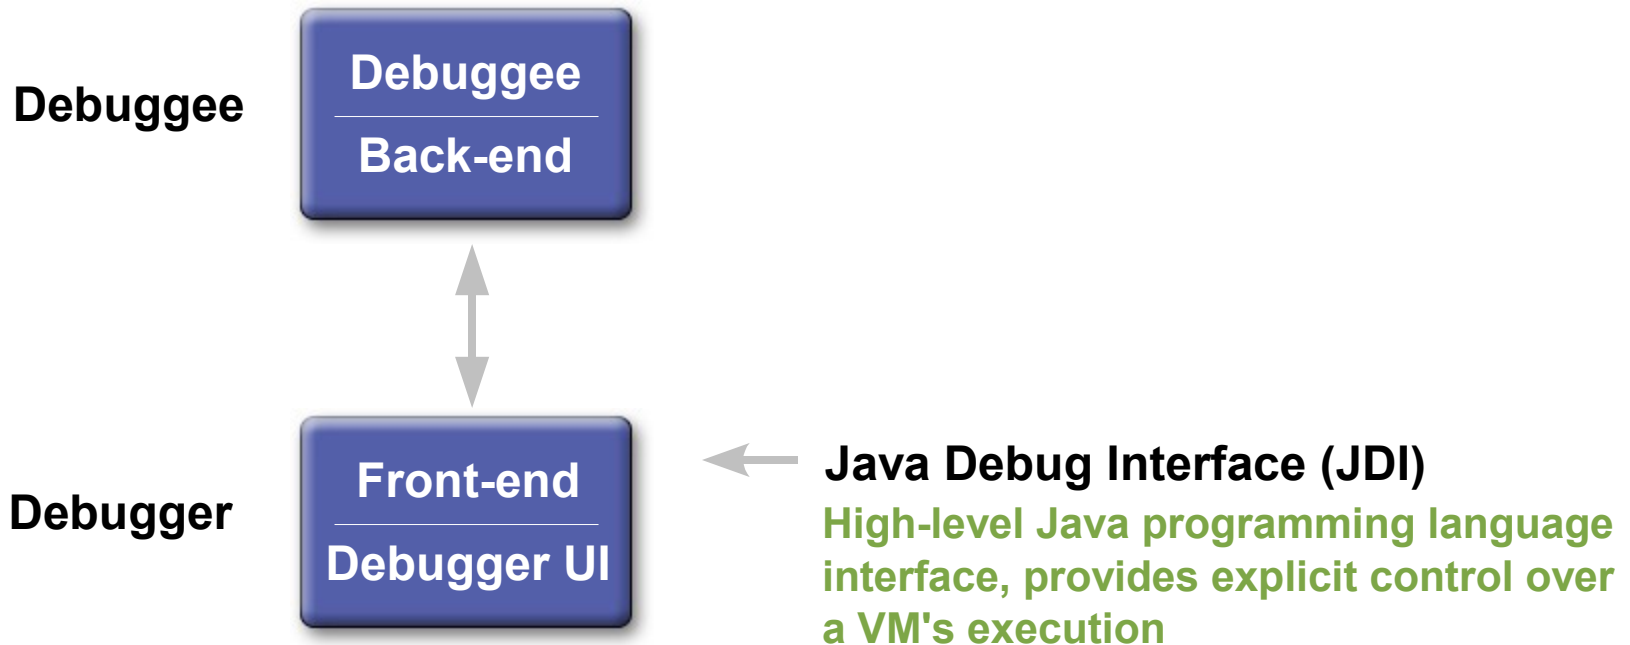 Debuggee
Debuggee
Back-end
Debugger
Front-end
Debugger UI
Java Debug Interface (JDI)
High-level Java programming language
interface, provides explicit control over
a VM's execution